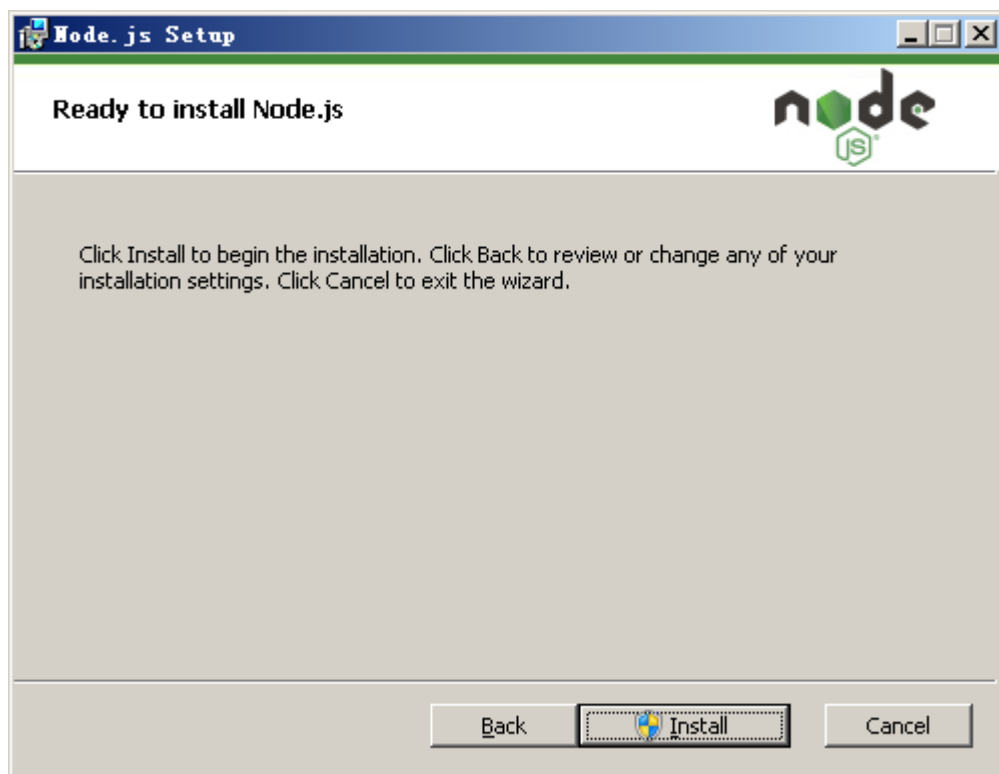 Node.js Setup
Ready to install Node.js
node
JS
Click Install to begin the installation. Click Back to review or change any of your
installation settings. Click Cancel to exit the wizard.
Back
Install
Cancel